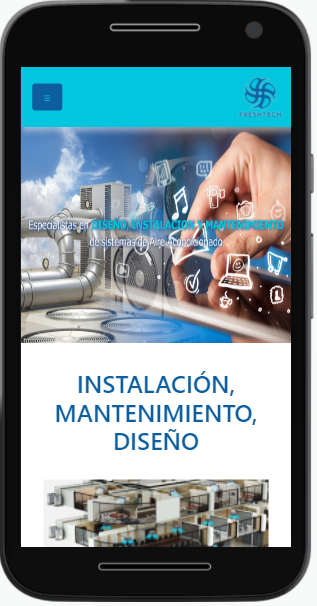 FRESHTECH
Especialistas en DISEÑO, INSTALACIÓN Y MANTENIMIENTO
de sistemas de Aire Acondicionado
INSTALACIÓN,
MANTENIMIENTO,
DISEÑO